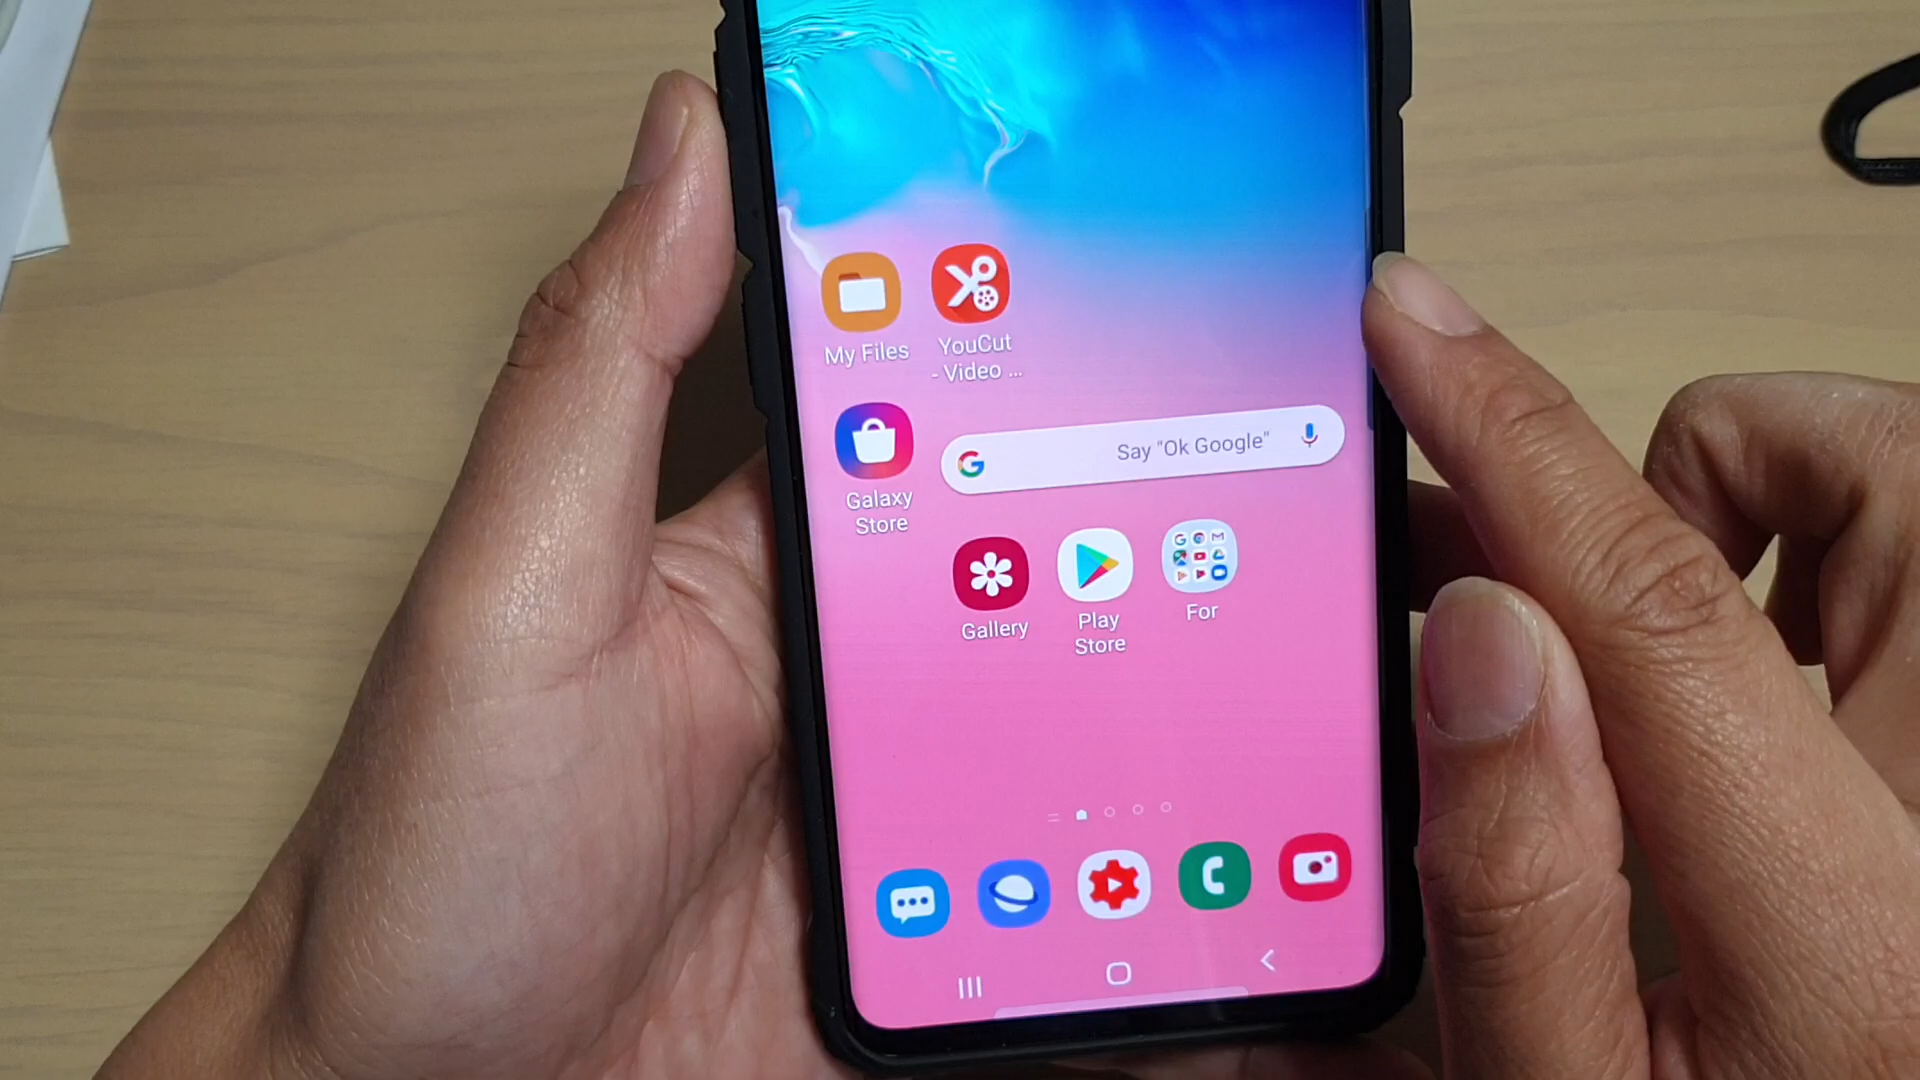 My Files
YouCut
- Video ...
Galaxy
Store
Say "Ok Google"
Gallery
Play
Store
For